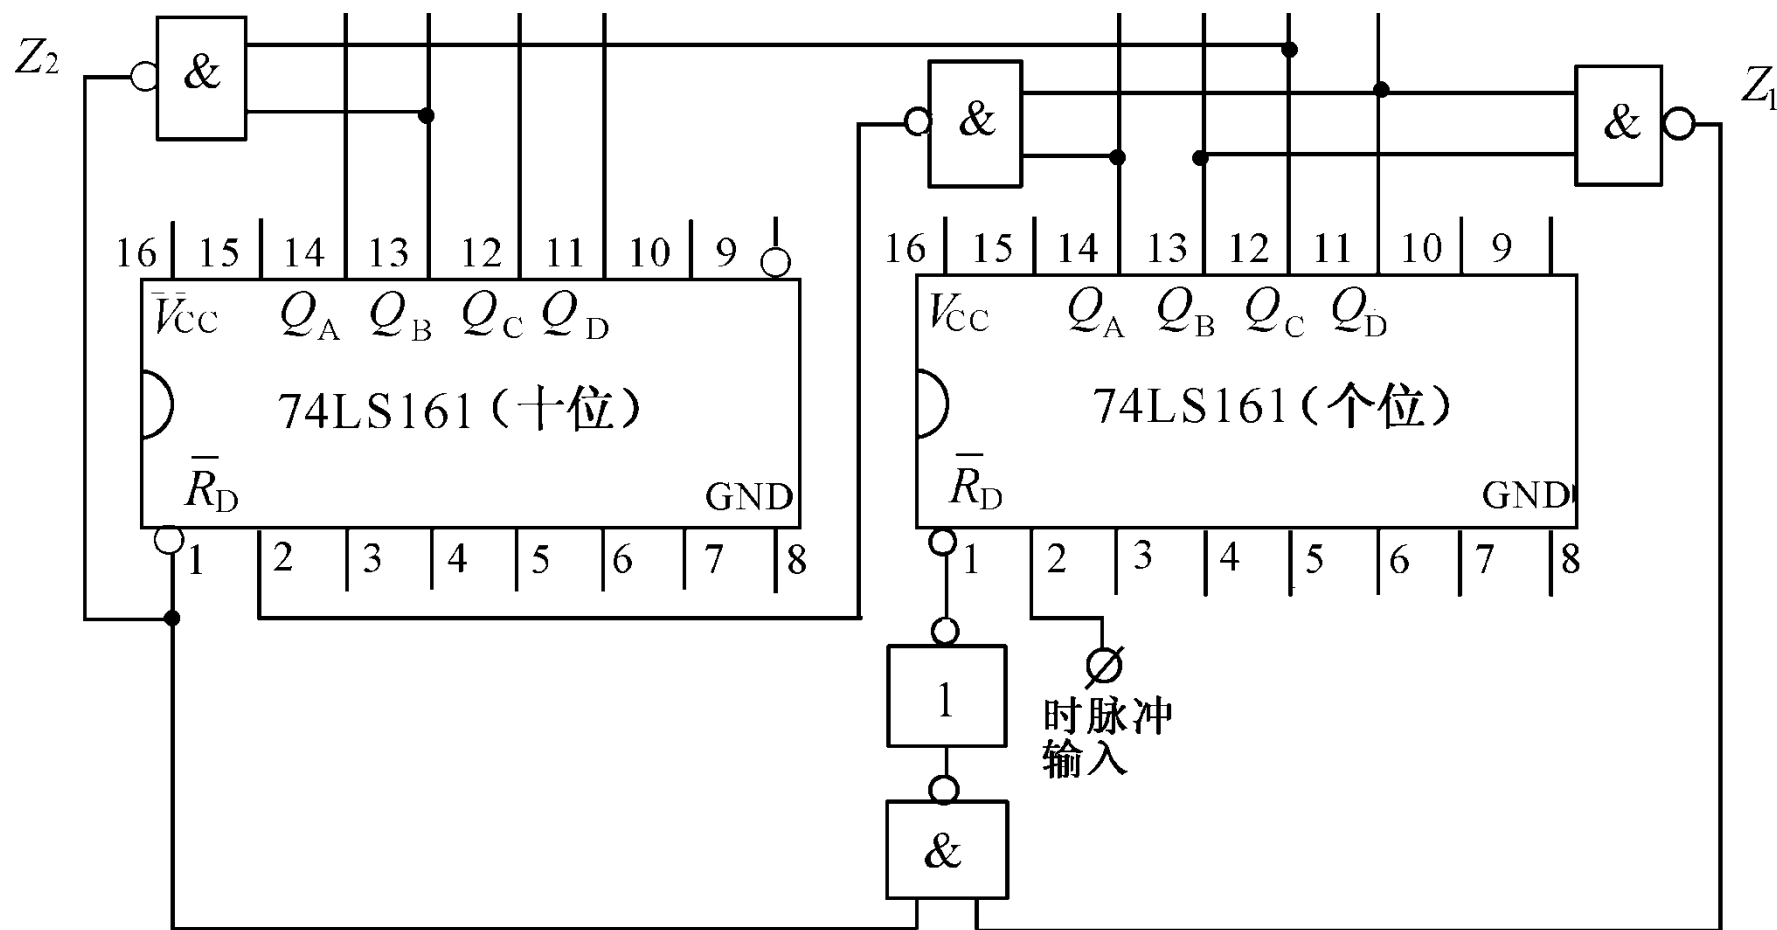 Z2
&
&
&
Z1
16 15 14 13 12 11 10 9
16 15 14 13 12 11 10 9
VCC QA QB QC QD
VCC QA QB QC QD
74LS161（十位）
74LS161（个位）
R̅D GND
R̅D GND
1 2 3 4 5 6 7 8
1 2 3 4 5 6 7 8
1
时脉冲
输入
&